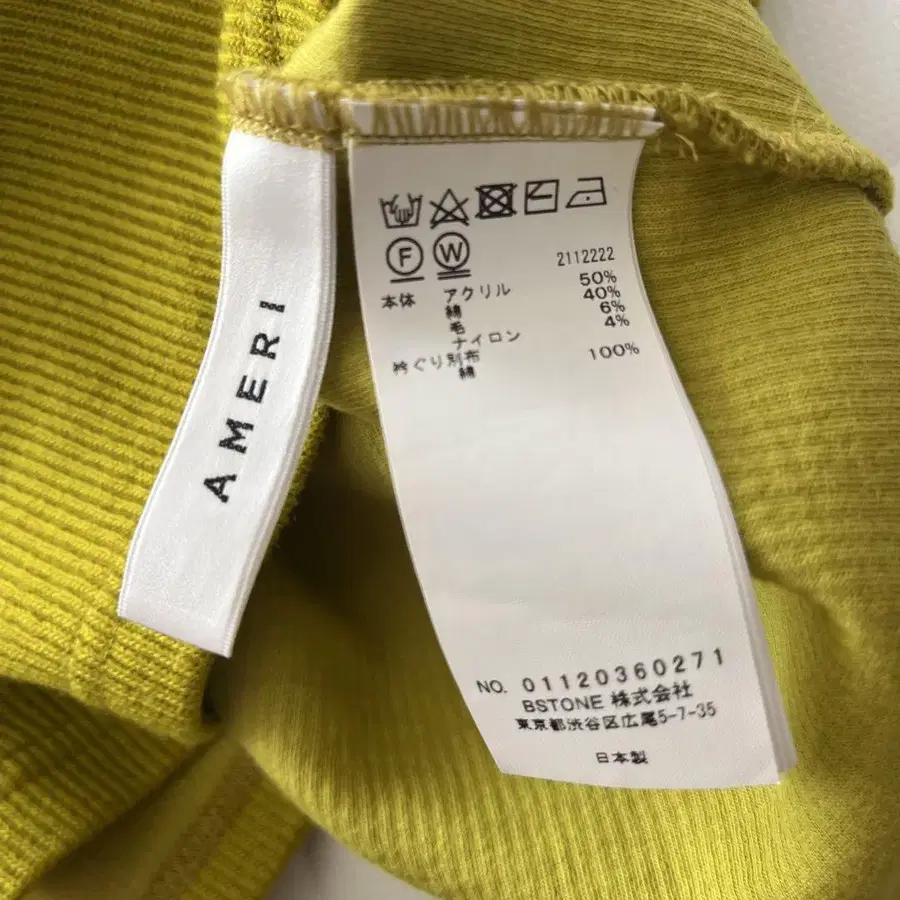 AMERI
F W
2112222
本体 アクリル 50%
綿 40%
毛 6%
ナイロン 4%
衿ぐり別布
綿 100%
NO. 01120360271
BSTONE 株式会社
東京都渋谷区広尾5-7-35
日本製